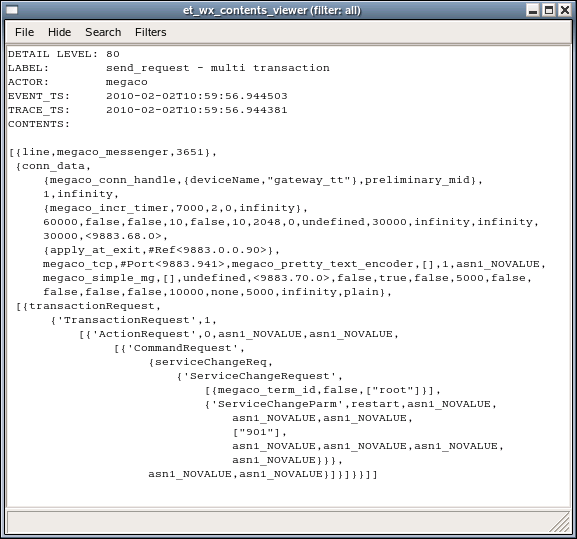 et_wx_contents_viewer (filter: all)
File Hide Search Filters
DETAIL LEVEL: 80
LABEL:        send_request - multi transaction
ACTOR:        megaco
EVENT_TS:     2010-02-02T10:59:56.944503
TRACE_TS:     2010-02-02T10:59:56.944381
CONTENTS:
[{line,megaco_messenger,3651},
 {conn_data,
     {megaco_conn_handle,{deviceName,"gateway_tt"},preliminary_mid},
     1,infinity,
     {megaco_incr_timer,7000,2,0,infinity},
     60000,false,false,10,false,10,2048,0,undefined,30000,infinity,infinity,
     30000,<9883.68.0>,
     {apply_at_exit,#Ref<9883.0.0.90>},
     megaco_tcp,#Port<9883.941>,megaco_pretty_text_encoder,[],1,asn1_NOVALUE,
     megaco_simple_mg,[],undefined,<9883.70.0>,false,true,false,5000,false,
     false,false,false,10000,none,5000,infinity,plain},
 [{transactionRequest,
      {'TransactionRequest',1,
          [{'ActionRequest',0,asn1_NOVALUE,asn1_NOVALUE,
               [{'CommandRequest',
                    {serviceChangeReq,
                        {'ServiceChangeRequest',
                            [{megaco_term_id,false,["root"]}],
                            {'ServiceChangeParm',restart,asn1_NOVALUE,
                                asn1_NOVALUE,asn1_NOVALUE,
                                ["901"],
                                asn1_NOVALUE,asn1_NOVALUE,asn1_NOVALUE,
                                asn1_NOVALUE}}},
                    asn1_NOVALUE,asn1_NOVALUE}]}]}}]]